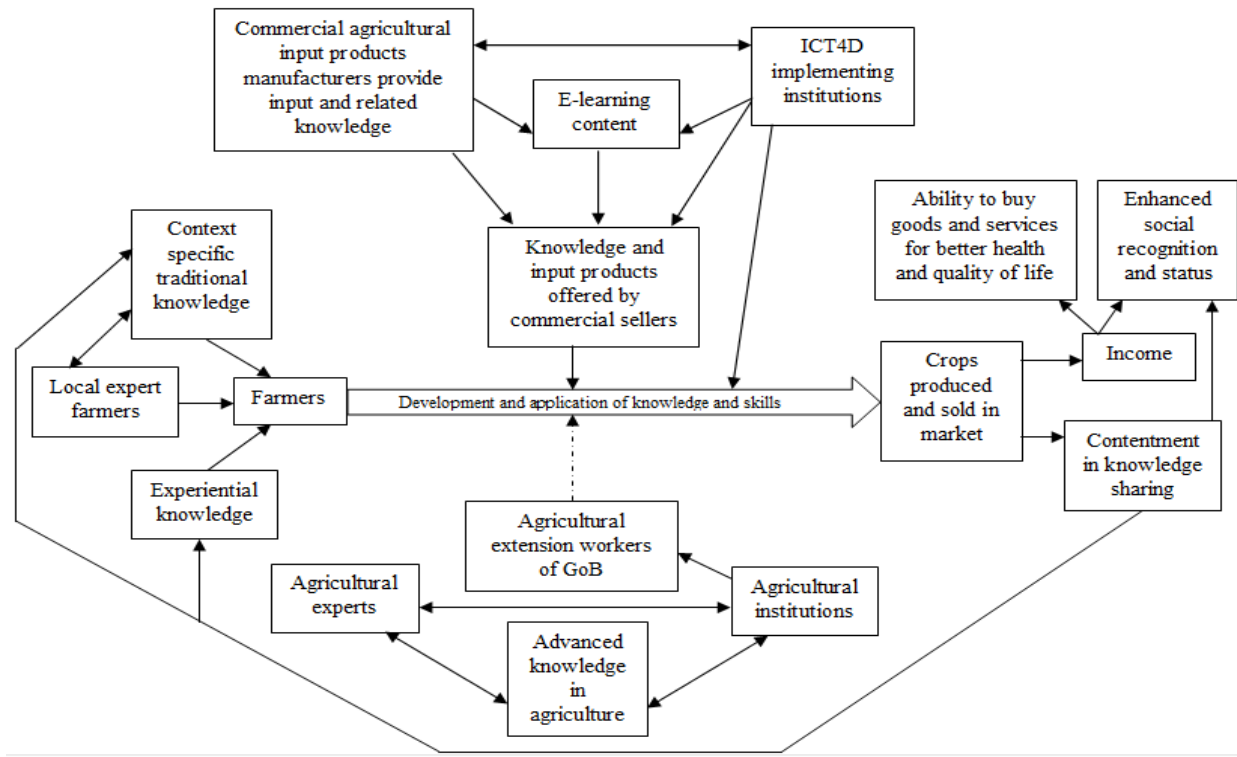 Commercial agricultural
input products
manufacturers provide
input and related
knowledge
ICT4D
implementing
institutions
E-learning
content
Context
specific
traditional
knowledge
Knowledge and
input products
offered by
commercial sellers
Ability to buy
goods and services
for better health
and quality of life
Enhanced
social
recognition
and status
Local expert
farmers
Farmers
Development and application of knowledge and skills
Crops
produced
and sold in
market
Income
Contentment
in knowledge
sharing
Experiential
knowledge
Agricultural
extension workers
of GoB
Agricultural
experts
Agricultural
institutions
Advanced
knowledge
in
agriculture